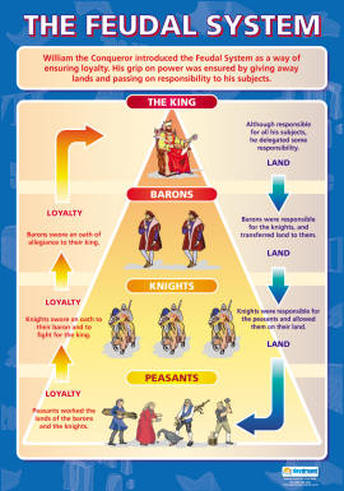 THE FEUDAL SYSTEM
William the Conqueror introduced the Feudal System as a way of
ensuring loyalty. His grip on power was ensured by giving away
lands and passing on responsibility to his subjects.
THE KING
Although responsible
for all his subjects,
he delegated some
responsibility.
LAND
BARONS
LOYALTY
Barons swore an oath of
allegiance to their king.
Barons were responsible
for the knights, and
transferred land to them.
LAND
KNIGHTS
LOYALTY
Knights swore an oath to
their baron and to
fight for the king.
Knights were responsible for
the peasants and allowed
them on their land.
LAND
PEASANTS
LOYALTY
Peasants worked the
lands of the barons
and the knights.